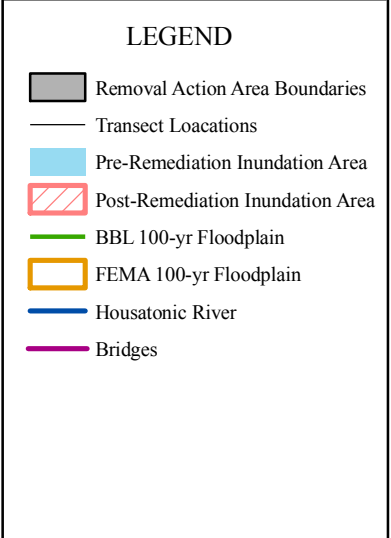 LEGEND
Removal Action Area Boundaries
Transect Loacations
Pre-Remediation Inundation Area
Post-Remediation Inundation Area
BBL 100-yr Floodplain
FEMA 100-yr Floodplain
Housatonic River
Bridges